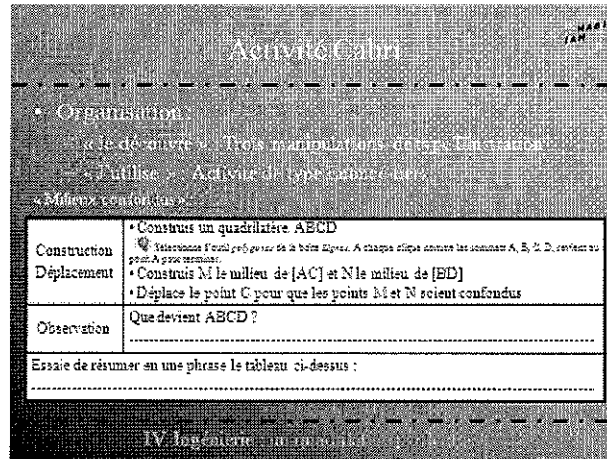 Activité Cabri
• Organisation :
– « Je découvre » : Trois manipulations de type
– « J'utilise » : Activité de type
« Milieux confondus »
Construction
Déplacement
• Construis un quadrilatère ABCD
Sélectionne l'outil polygone de la boîte lignes. A chaque clique nomme les sommets A, B, C, D, reviens au
point A pour terminer.
• Construis M le milieu de [AC] et N le milieu de [BD]
• Déplace le point C pour que les points M et N soient confondus
Observation
Que devient ABCD ?
Essaie de résumer en une phrase le tableau ci-dessus :
IV. Ingénierie